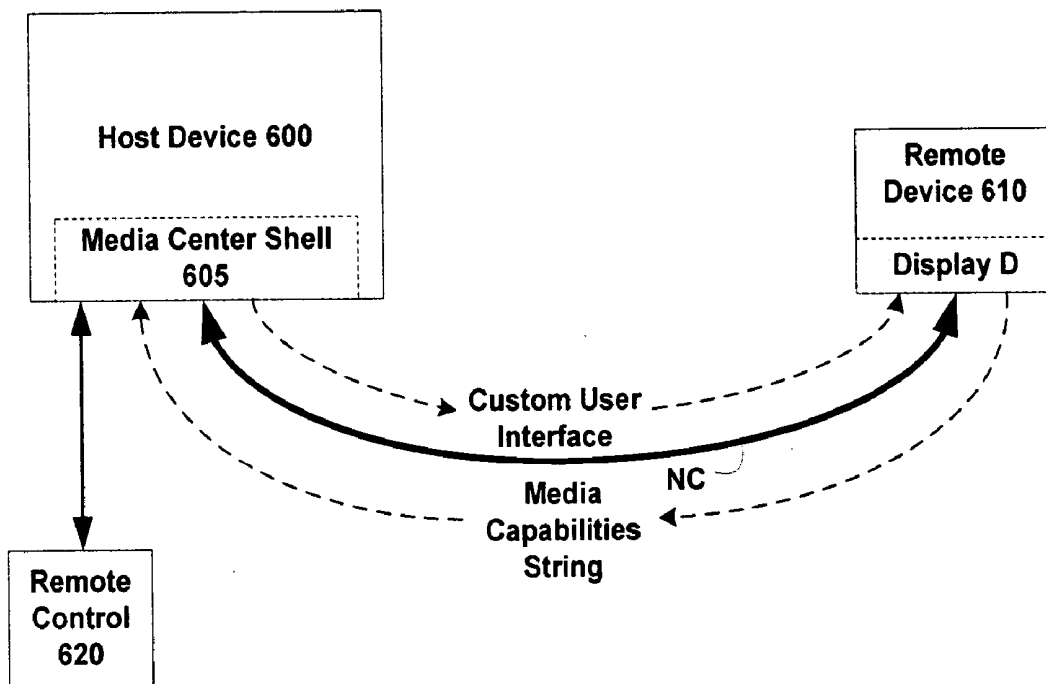 Host Device 600
Media Center Shell
605
Remote
Device 610
Display D
Custom User
Interface
NC
Media
Capabilities
String
Remote
Control
620